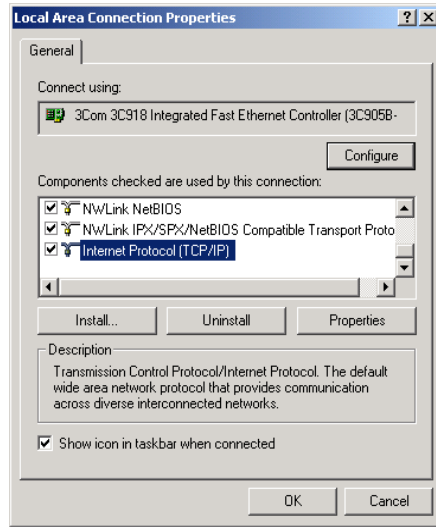 Local Area Connection Properties
General
Connect using:
3Com 3C918 Integrated Fast Ethernet Controller (3C905B-
Configure
Components checked are used by this connection:
NWLink NetBIOS
NWLink IPX/SPX/NetBIOS Compatible Transport Proto
Internet Protocol (TCP/IP)
Install... Uninstall Properties
Description
Transmission Control Protocol/Internet Protocol. The default
wide area network protocol that provides communication
across diverse interconnected networks.
Show icon in taskbar when connected
OK Cancel